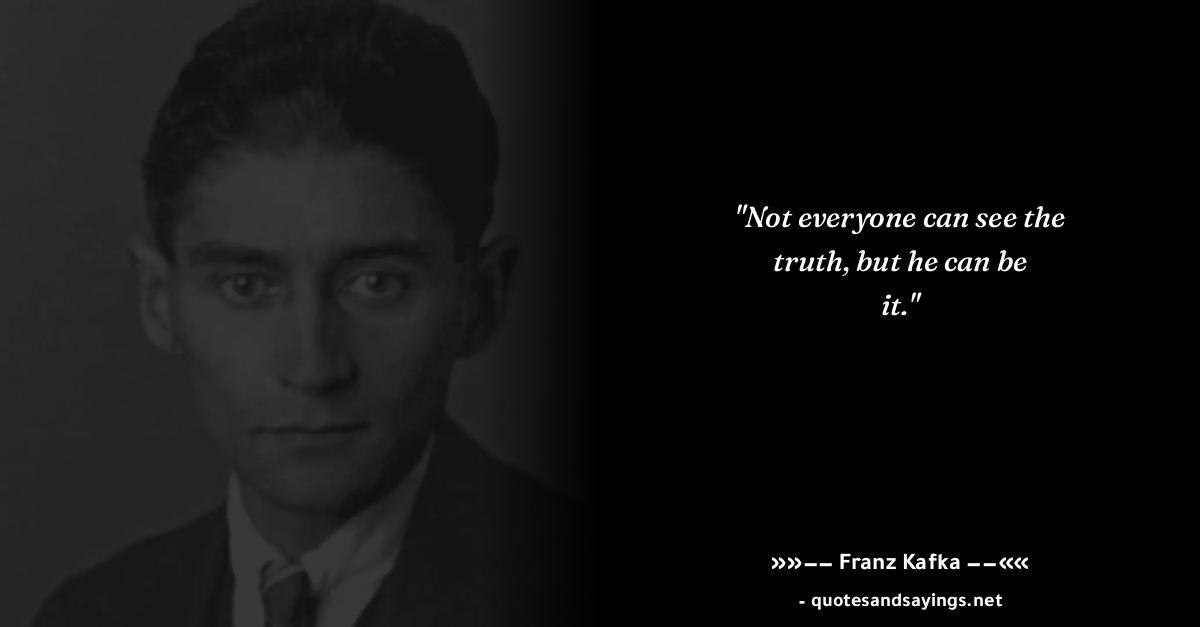 "Not everyone can see the
truth, but he can be
it."
»»−− Franz Kafka −−««
- quotesandsayings.net